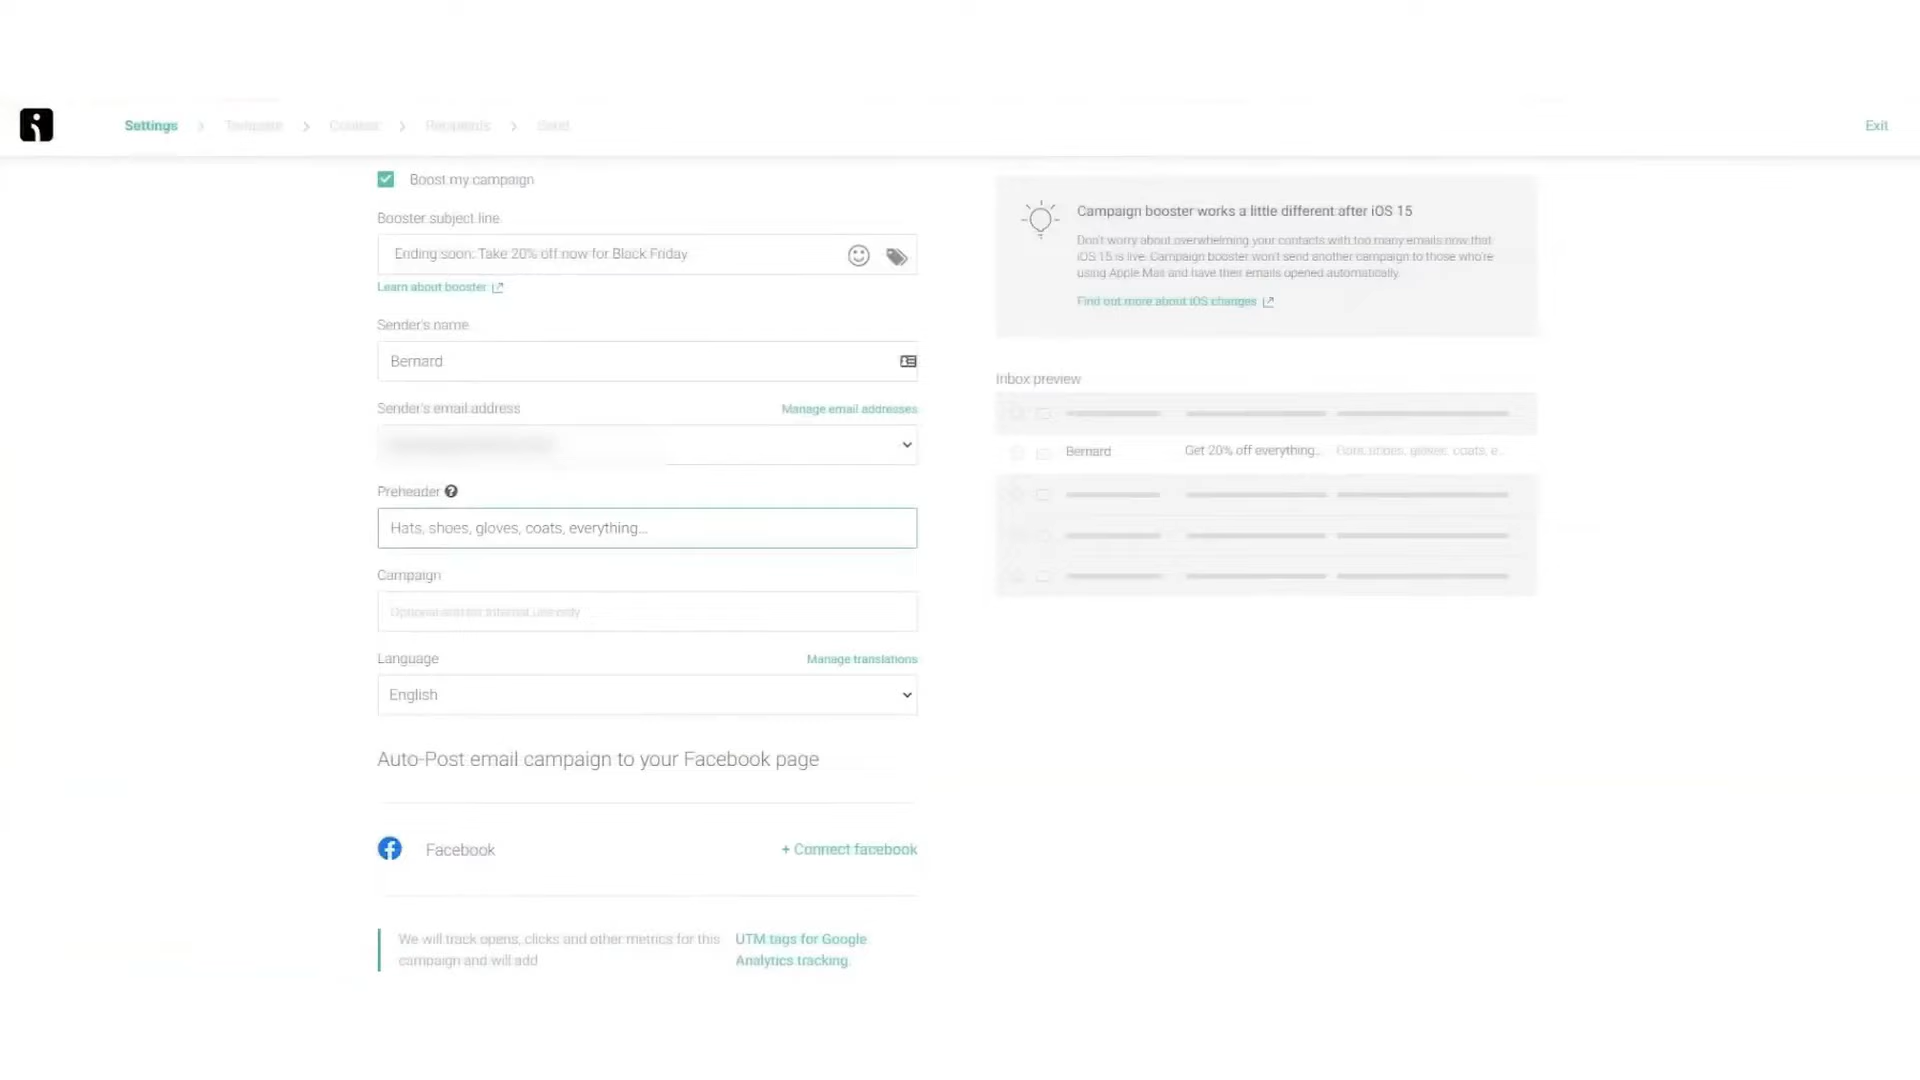 Settings > Template > Content > Recipients > Send
Exit
Boost my campaign
Booster subject line
Ending soon: Take 20% off now for Black Friday
Learn about booster
Sender's name
Bernard
Sender's email address
Manage email addresses
Preheader
Hats, shoes, gloves, coats, everything...
Campaign
Optional and for internal use only
Language
Manage translations
English
Auto-Post email campaign to your Facebook page
Facebook
+ Connect facebook
We will track opens, clicks and other metrics for this
campaign and will add
UTM tags for Google
Analytics tracking.
Campaign booster works a little different after iOS 15
Don't worry about overwhelming your contacts with too many emails now that
iOS 15 is live. Campaign booster won't send another campaign to those who're
using Apple Mail and have their emails opened automatically.
Find out more about iOS changes
Inbox preview
Bernard
Get 20% off everything...
gloves, coats, e...